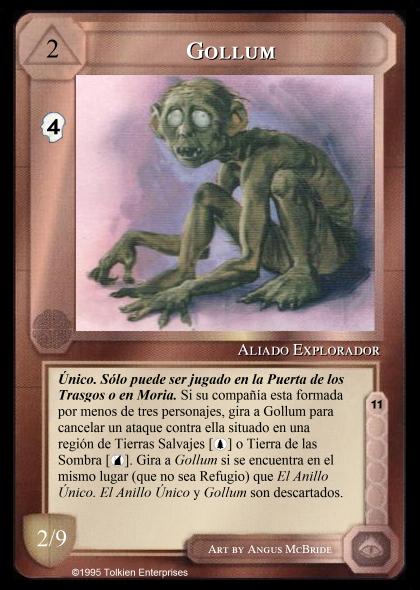 2
GOLLUM
4
ALIADO EXPLORADOR
Único. Sólo puede ser jugado en la Puerta de los
Trasgos o en Moria. Si su compañía esta formada
por menos de tres personajes, gira a Gollum para
cancelar un ataque contra ella situado en una
región de Tierras Salvajes [ ] o Tierra de las
Sombra [ ]. Gira a Gollum si se encuentra en el
mismo lugar (que no sea Refugio) que El Anillo
Único. El Anillo Único y Gollum son descartados.
11
2/9
ART BY ANGUS MCBRIDE
©1995 Tolkien Enterprises